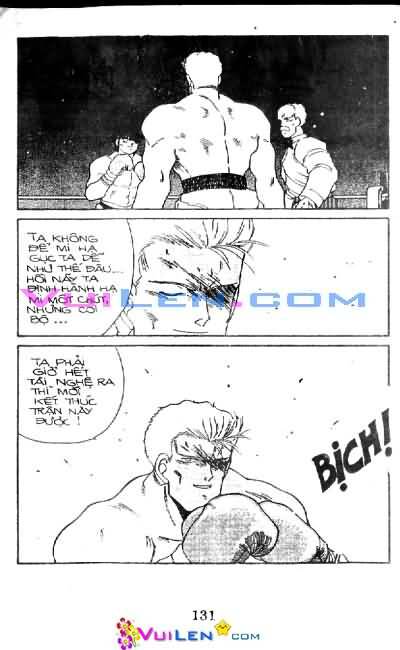 TA KHÔNG
ĐỂ MI HẠ
GỤC TA DỄ
NHƯ THẾ ĐÂU...
HỒI NÃY TA
ĐỊNH HÀNH HẠ
MI MỘT CHÚT,
NHƯNG COI
BỘ ...
VUILEN.COM
TA PHẢI
GIỞ HẾT
TÀI NGHỆ RA
THÌ MỚI
KẾT THÚC
TRẬN NÀY
ĐƯỢC !
BỊCH!
131
VUILEN.COM